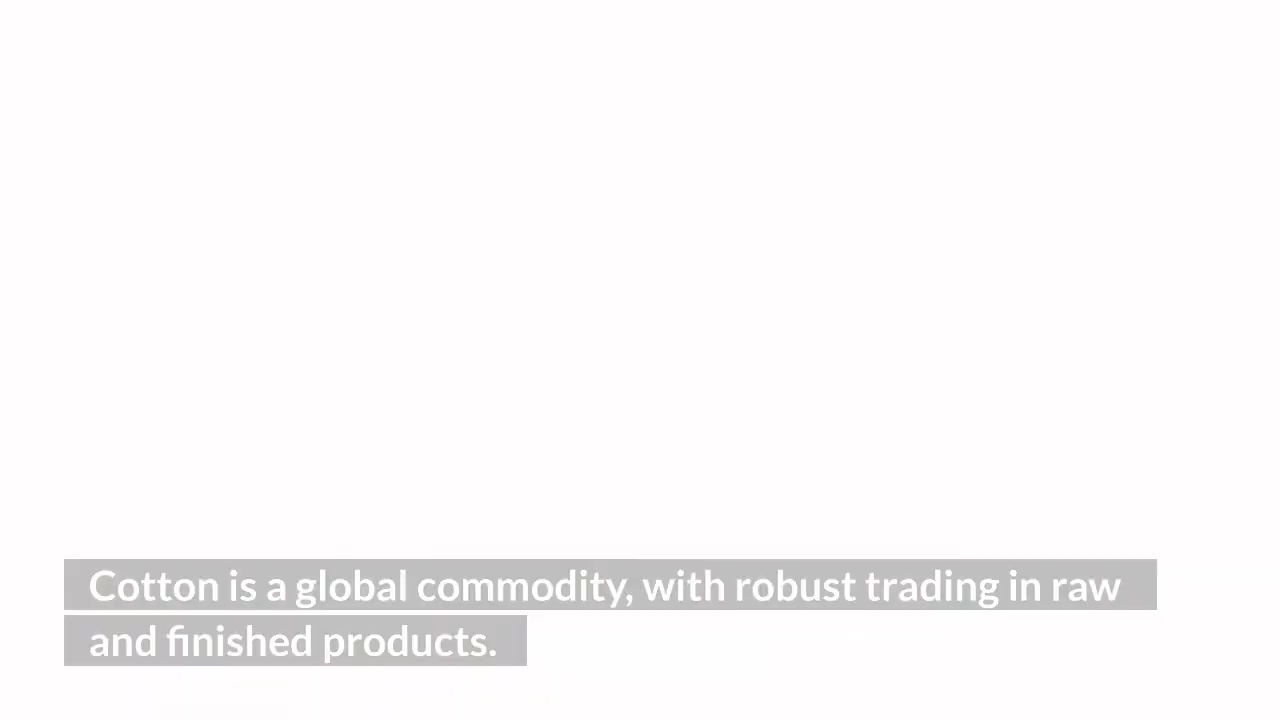 Cotton is a global commodity, with robust trading in raw
and finished products.